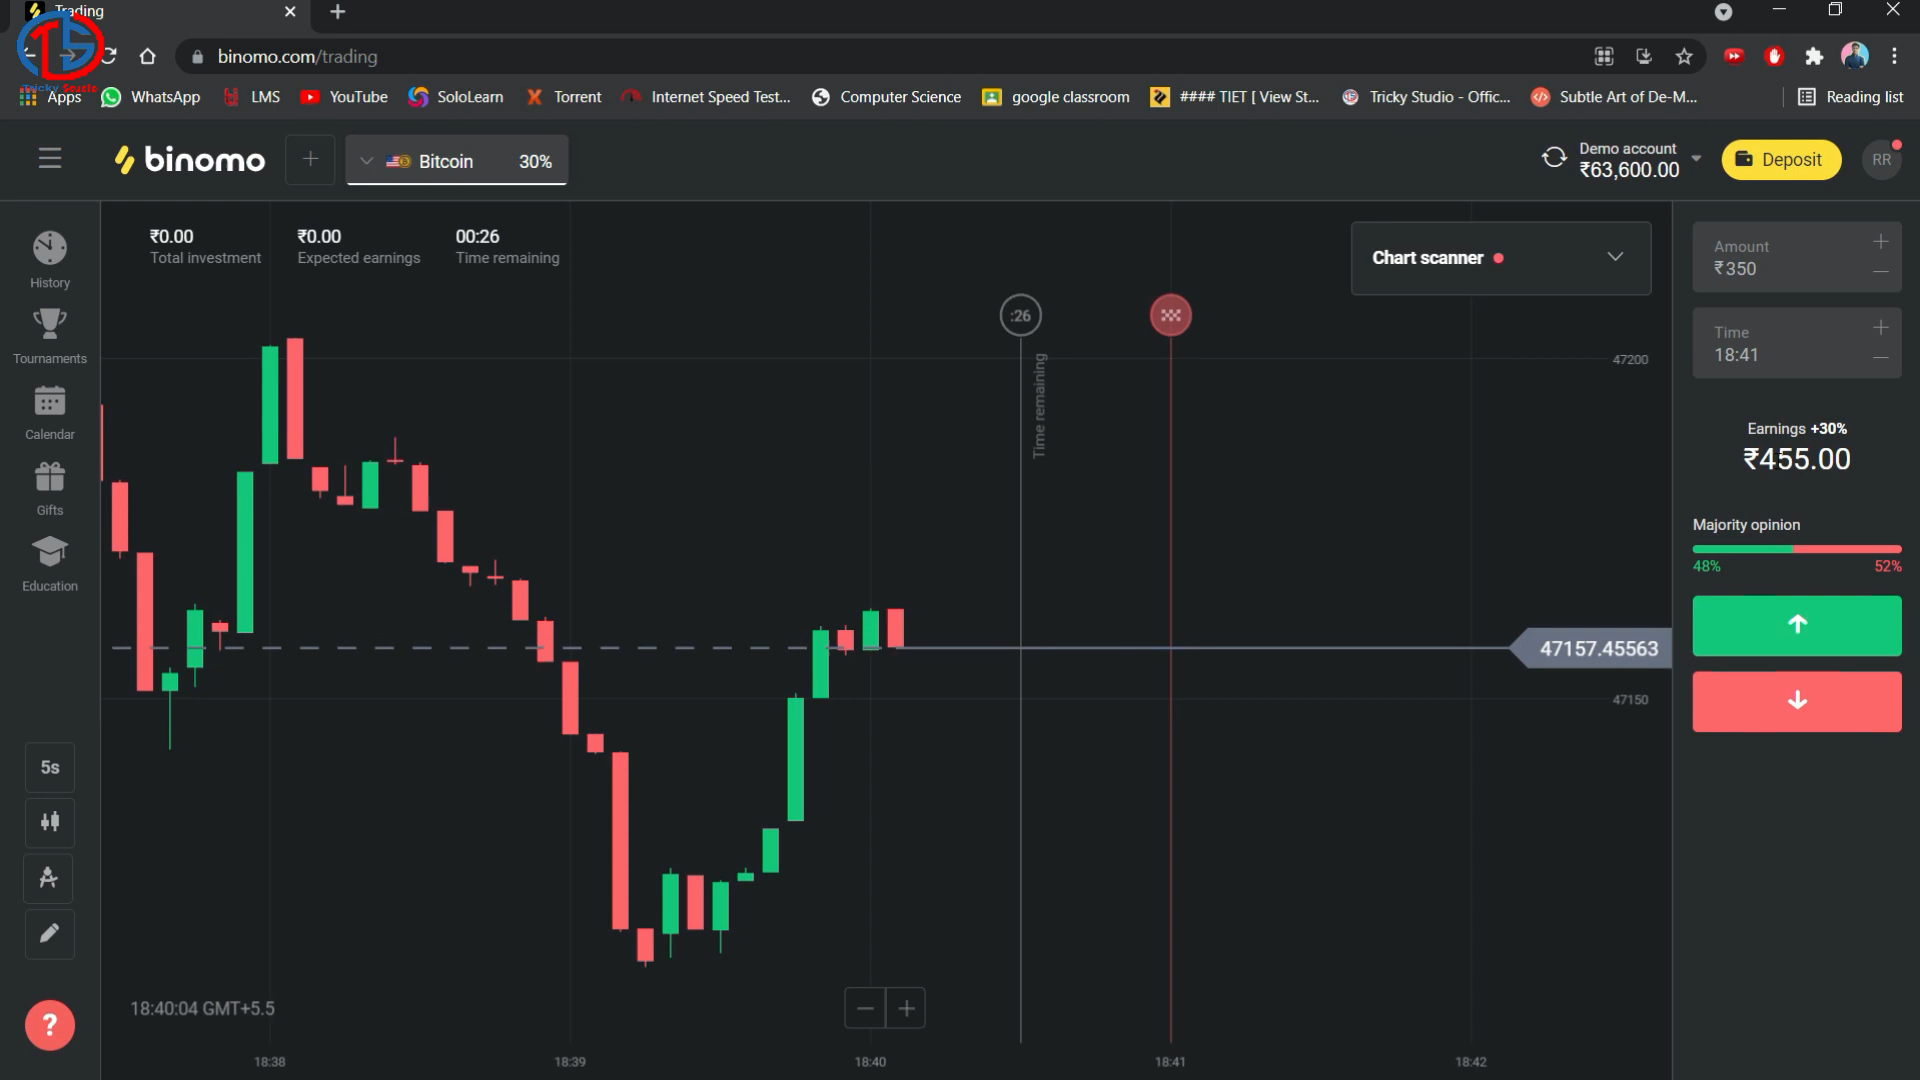 Trading
binomo.com/trading
Tricky Studio
Apps
WhatsApp
LMS
YouTube
SoloLearn
Torrent
Internet Speed Test...
Computer Science
google classroom
#### TIET [ View St...
Tricky Studio - Offic...
Subtle Art of De-M...
Reading list
binomo
Bitcoin 30%
Demo account
₹63,600.00
Deposit
RR
History
Tournaments
Calendar
Gifts
Education
5s
?
₹0.00
Total investment
₹0.00
Expected earnings
00:26
Time remaining
Chart scanner
:26
Time remaining
47200
47157.45563
47150
18:40:04 GMT+5.5
18:38
18:39
18:40
18:41
18:42
Amount
₹350
Time
18:41
Earnings +30%
₹455.00
Majority opinion
48% 52%